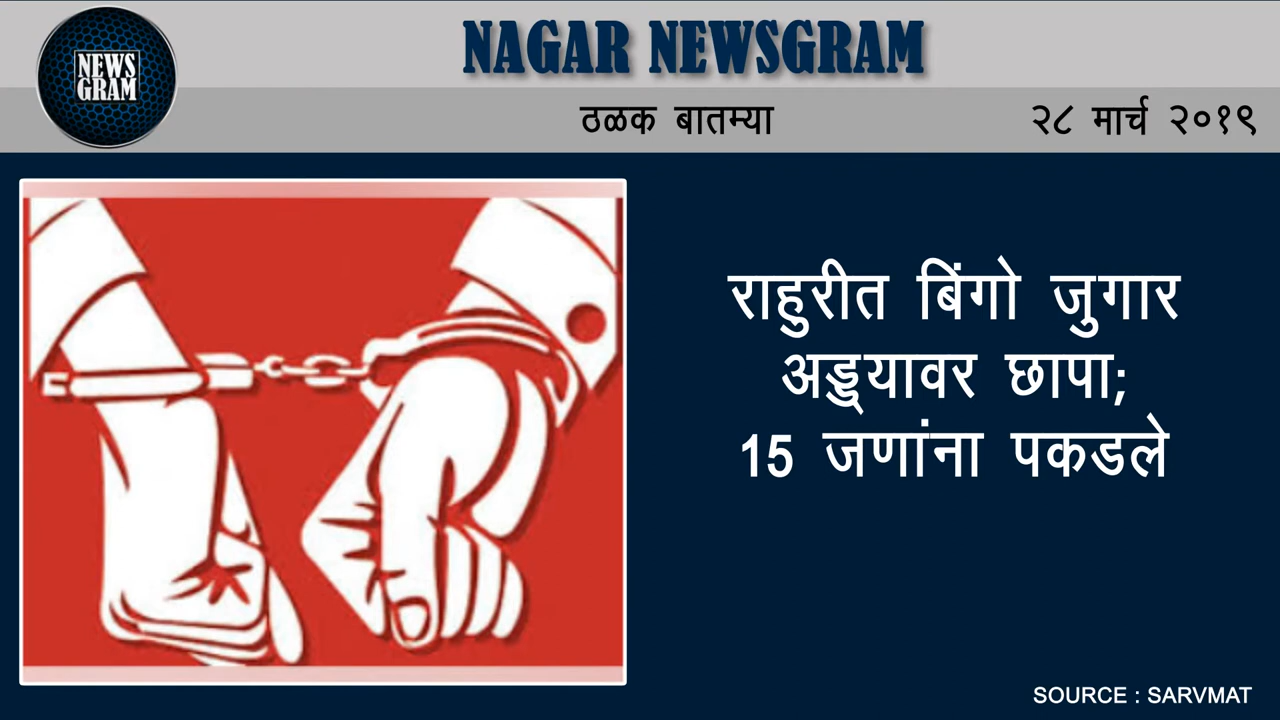 NEWS
GRAM
NAGAR NEWSGRAM
ठळक बातम्या
२८ मार्च २०१९
राहुरीत बिंगो जुगार
अड्ड्यावर छापा;
15 जणांना पकडले
SOURCE : SARVMAT